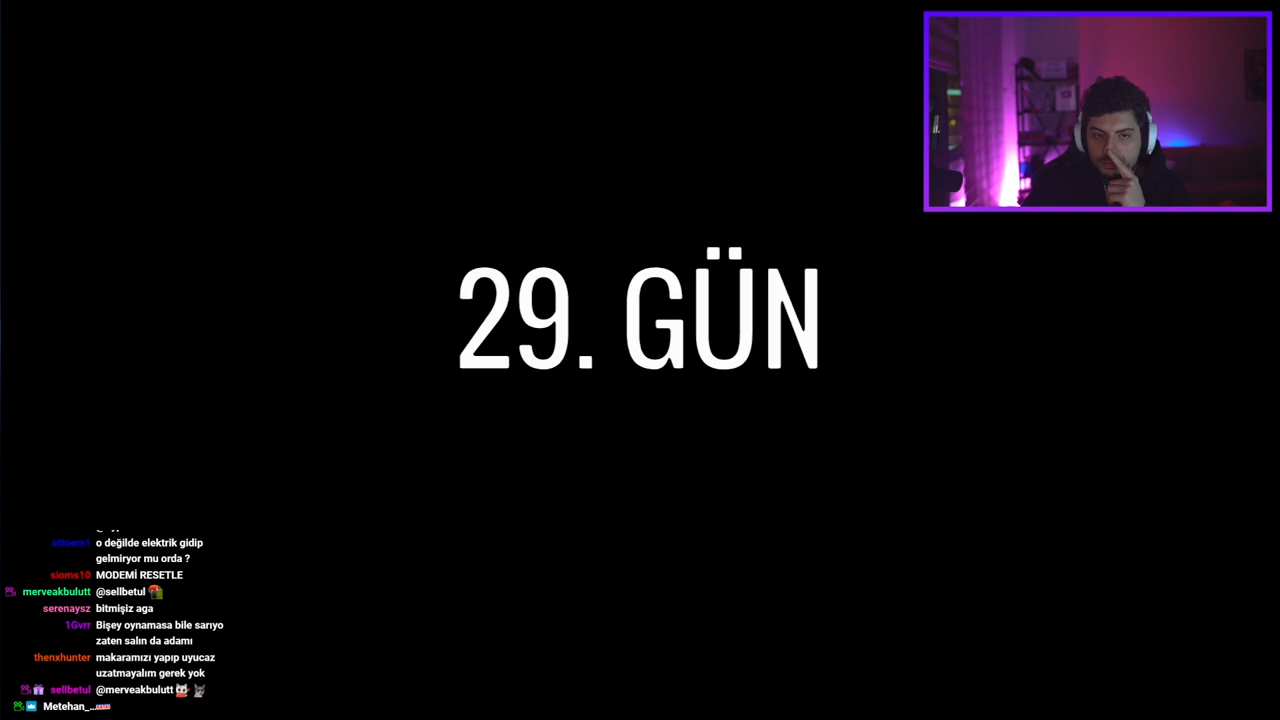 29. GÜN
o değilde elektrik gidip
gelmiryor mu orda ?
sioms10 MODEMİ RESETLE
merveakbulutt @sellbetul
serenaysz bitmişiz aga
1Gvrr Bişey oynamasa bile sarıyo
zaten salın da adamı
thenxhunter makaramızı yapıp uyucaz
uzatmayalım gerek yok
sellbetul @merveakbulutt
Metehan_...